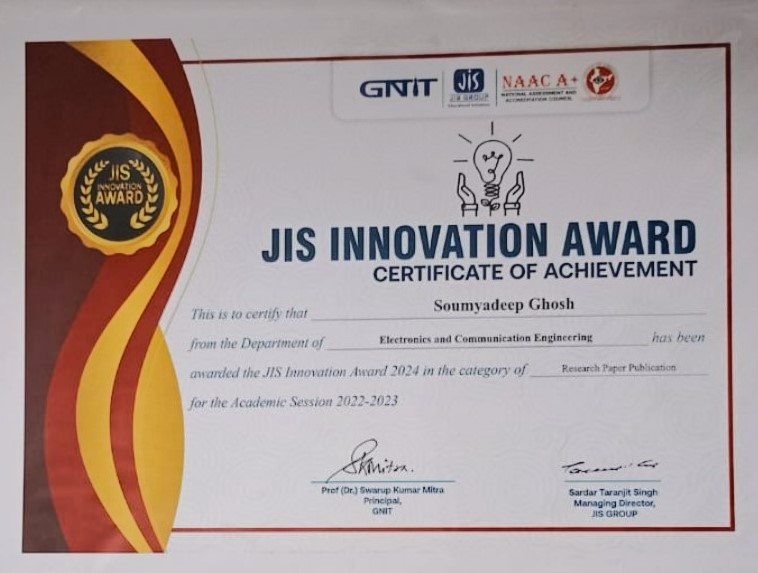 GNIT
JIS
JIS GROUP
NAAC A+
NATIONAL ASSESSMENT AND
ACCREDITATION COUNCIL
JIS
INNOVATION
AWARD
JIS INNOVATION AWARD
CERTIFICATE OF ACHIEVEMENT
This is to certify that Soumyadeep Ghosh
from the Department of Electronics and Communication Engineering has been
awarded the JIS Innovation Award 2024 in the category of Research Paper Publication
for the Academic Session 2022-2023
SKMitra.
Prof (Dr.) Swarup Kumar Mitra
Principal,
GNIT
Sardar Taranjit Singh
Managing Director,
JIS GROUP